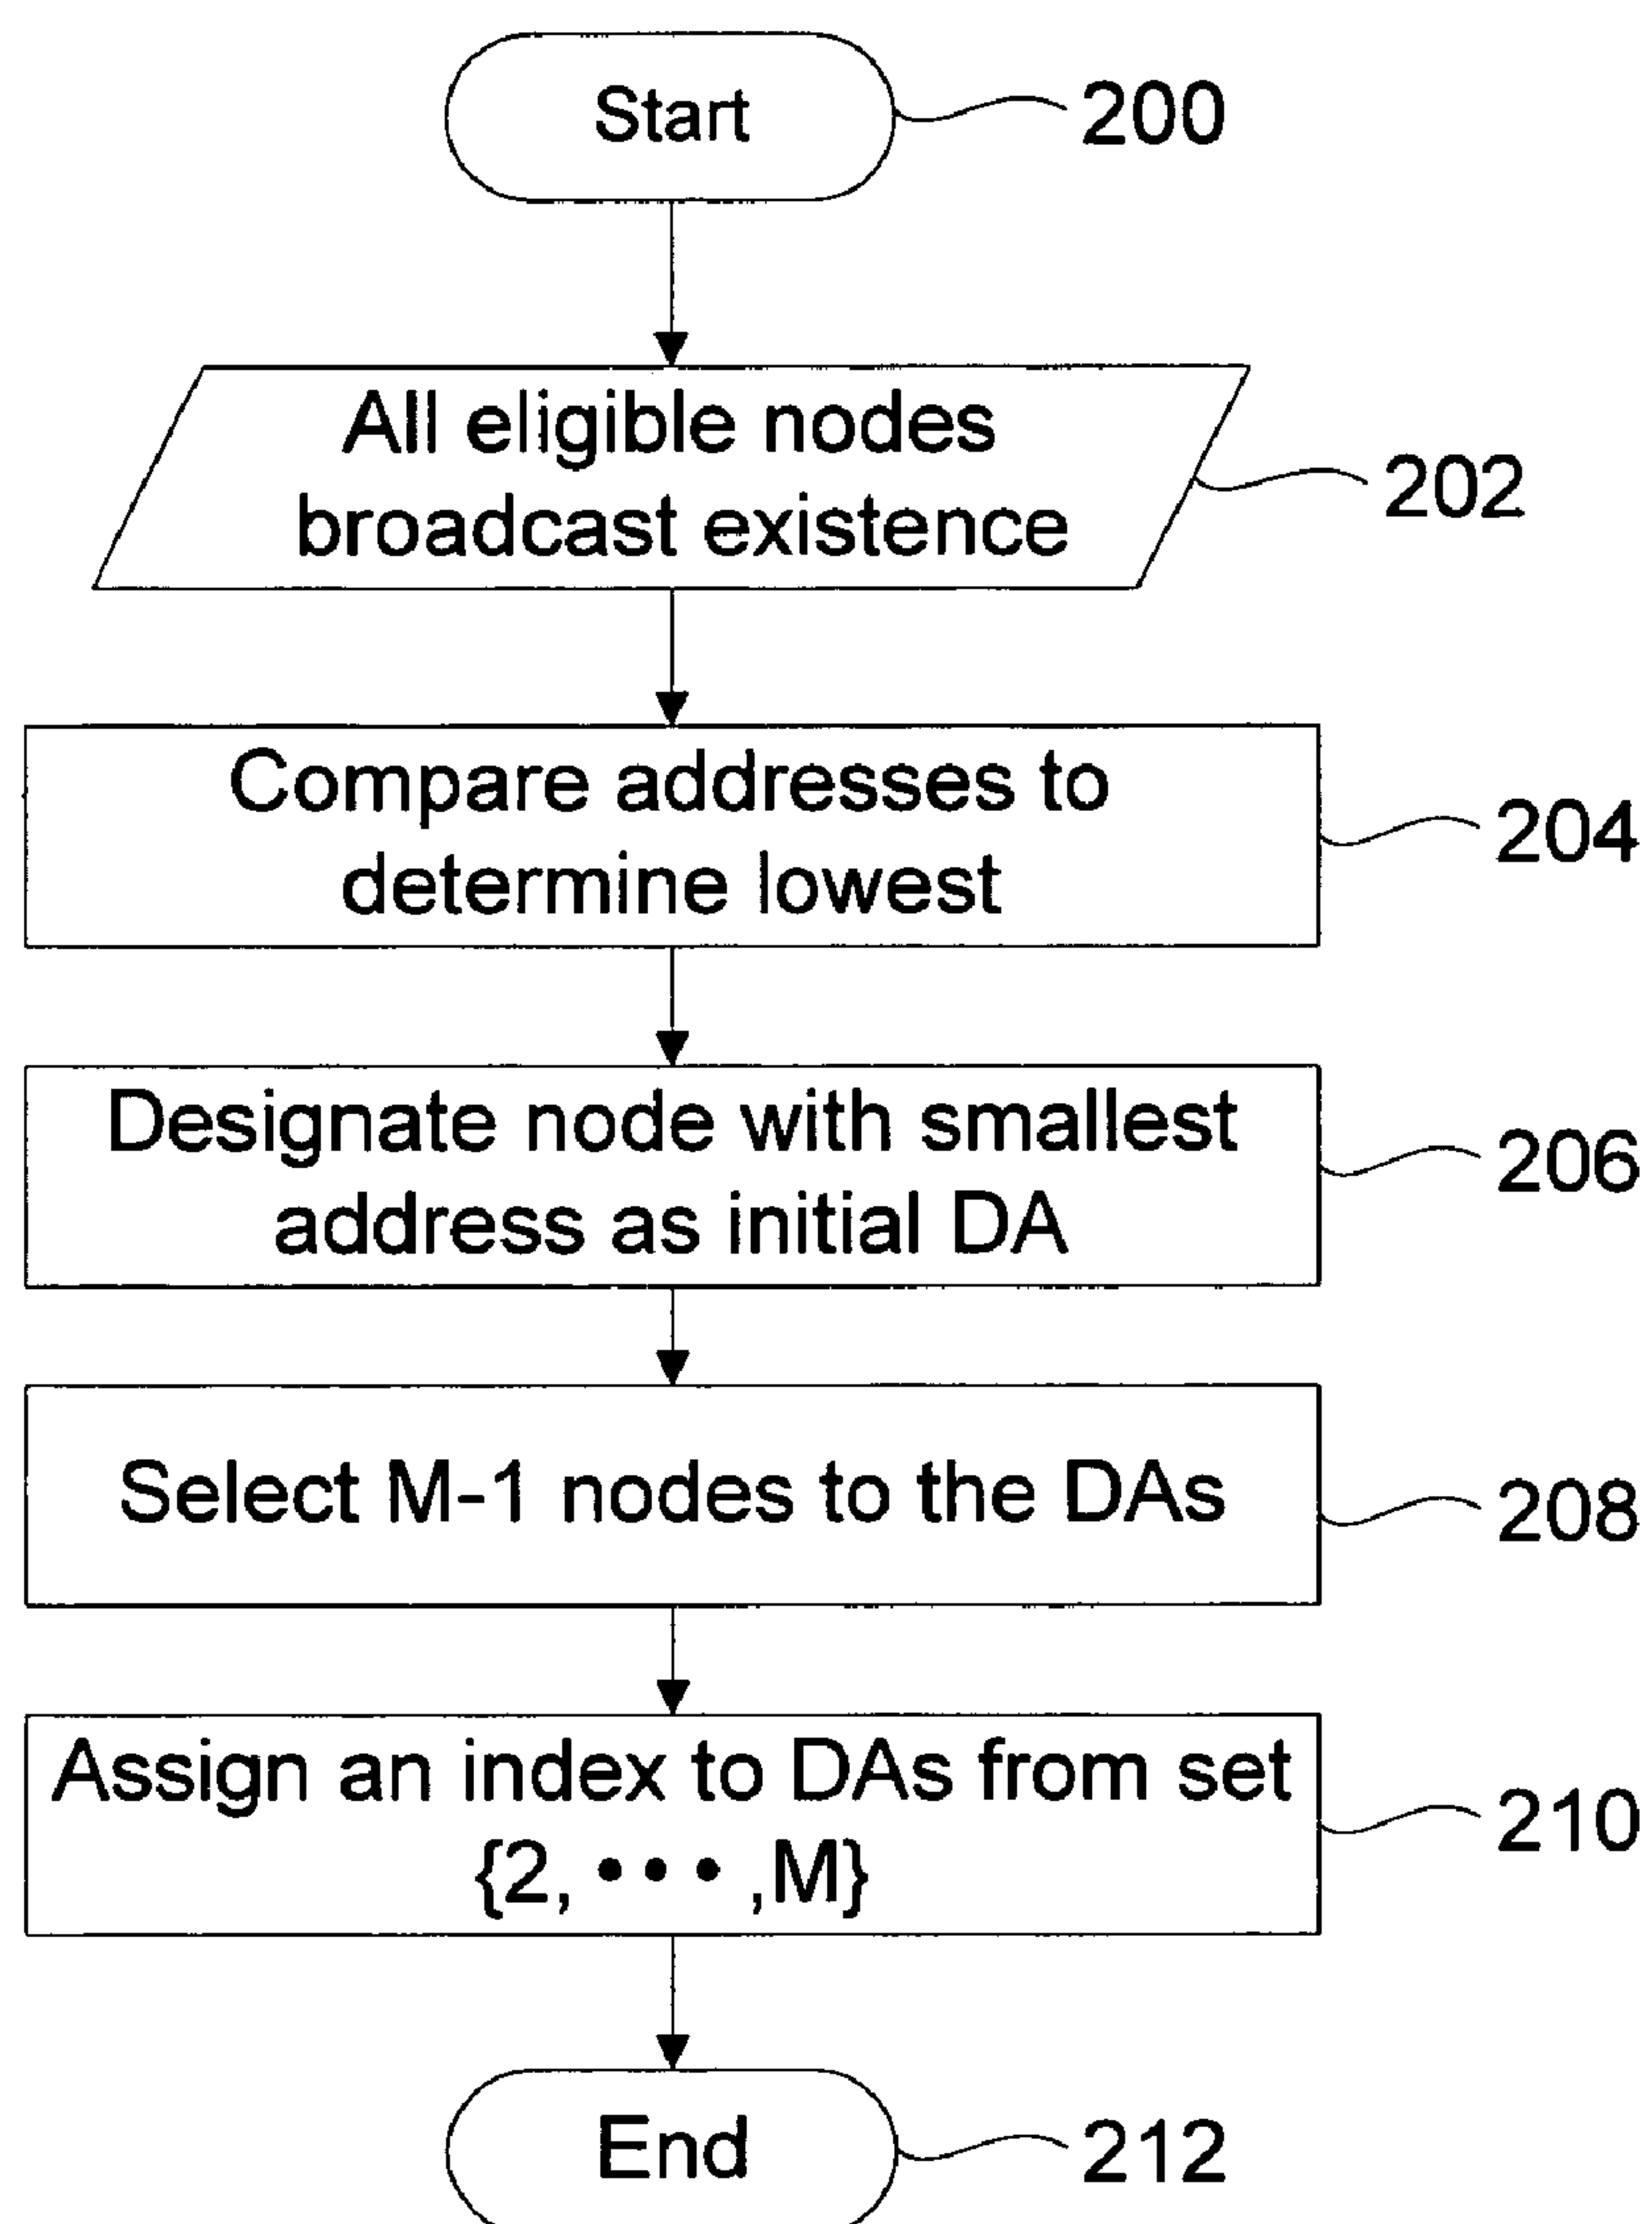 Start
200
All eligible nodes
broadcast existence
202
Compare addresses to
determine lowest
204
Designate node with smallest
address as initial DA
206
Select M-1 nodes to the DAs
208
Assign an index to DAs from set
{2, • • • ,M}
210
End
212